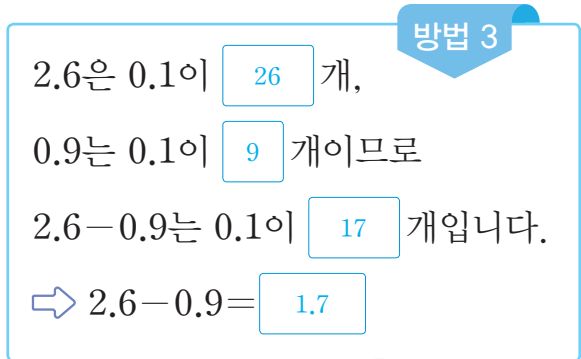 방법 3
2.6은 0.1이 26 개,
0.9는 0.1이 9 개이므로
2.6-0.9는 0.1이 17 개입니다.
⇨ 2.6-0.9= 1.7